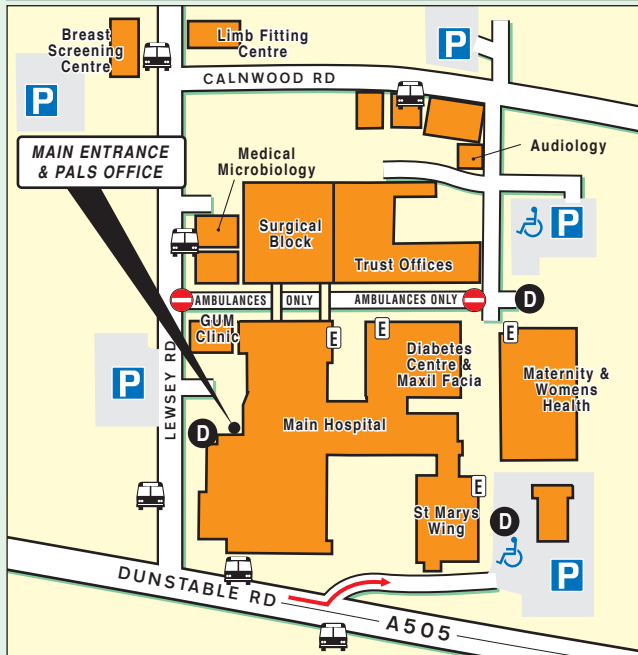 Breast
Screening
Centre
Limb Fitting
Centre
P
P
CALNWOOD RD
MAIN ENTRANCE
& PALS OFFICE
Medical
Microbiology
Audiology
Surgical
Block
Trust Offices
P
AMBULANCES ONLY
AMBULANCES ONLY
D
GUM
Clinic
E
E
E
Diabetes
Centre &
Maxil Facia
Maternity &
Womens
Health
LEWSEY RD
P
D
Main Hospital
E
St Marys
Wing
D
P
DUNSTABLE RD
A505